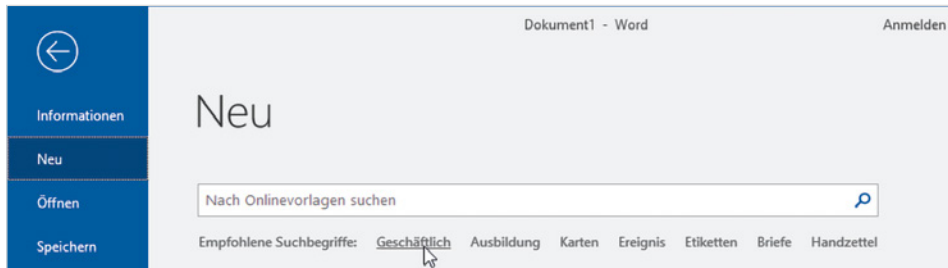 Dokument1 - Word
Anmelden
Informationen
Neu
Öffnen
Speichern
Neu
Nach Onlinevorlagen suchen
Empfohlene Suchbegriffe: Geschäftlich Ausbildung Karten Ereignis Etiketten Briefe Handzettel